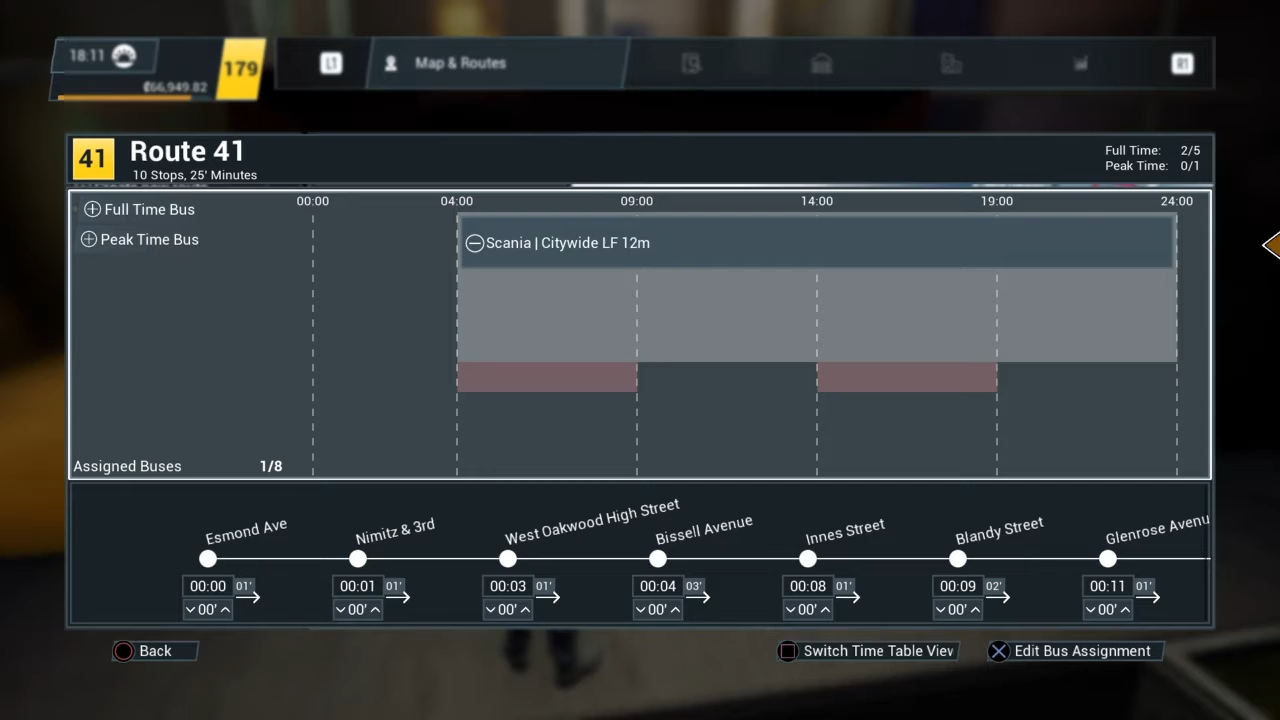 18:11
₡66,949.82
179
L1
Map & Routes
R1
41
Route 41
10 Stops, 25' Minutes
Full Time: 2/5
Peak Time: 0/1
00:00 04:00 09:00 14:00 19:00 24:00
Full Time Bus
Peak Time Bus
Scania | Citywide LF 12m
Assigned Buses 1/8
Esmond Ave
Nimitz & 3rd
West Oakwood High Street
Bissell Avenue
Innes Street
Blandy Street
Glenrose Avenu
00:00 01' 00:01 01' 00:03 01' 00:04 03' 00:08 01' 00:09 02' 00:11 01'
00' 00' 00' 00' 00' 00' 00'
Back
Switch Time Table Viev
Edit Bus Assignment